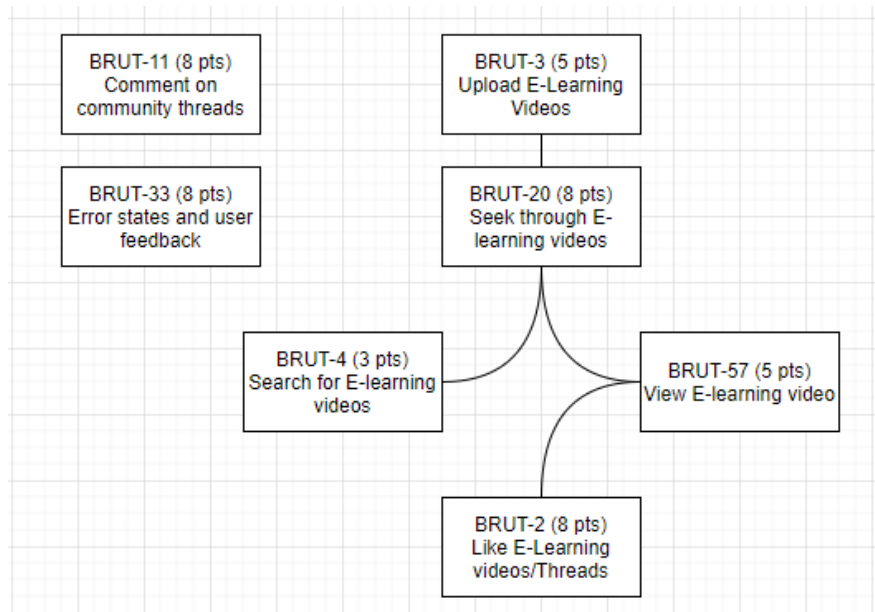 BRUT-11 (8 pts)
Comment on
community threads
BRUT-3 (5 pts)
Upload E-Learning
Videos
BRUT-33 (8 pts)
Error states and user
feedback
BRUT-20 (8 pts)
Seek through E-
learning videos
BRUT-4 (3 pts)
Search for E-learning
videos
BRUT-57 (5 pts)
View E-learning video
BRUT-2 (8 pts)
Like E-Learning
videos/Threads